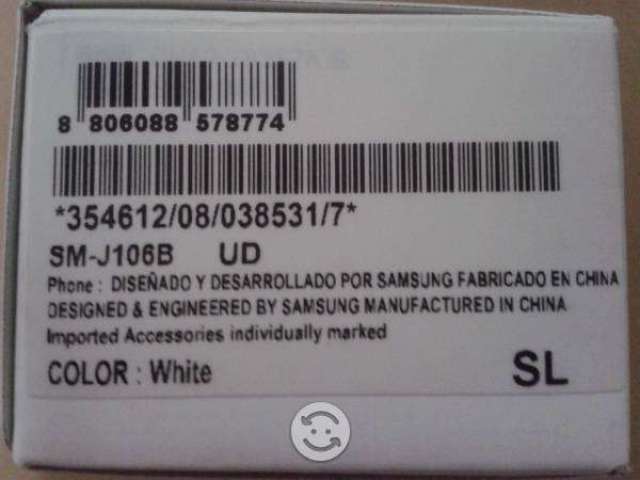 8 806088 578774
*354612/08/038531/7*
SM-J106B UD
Phone : DISEÑADO Y DESARROLLADO POR SAMSUNG FABRICADO EN CHINA
DESIGNED & ENGINEERED BY SAMSUNG MANUFACTURED IN CHINA
Imported Accessories individually marked
COLOR : White SL